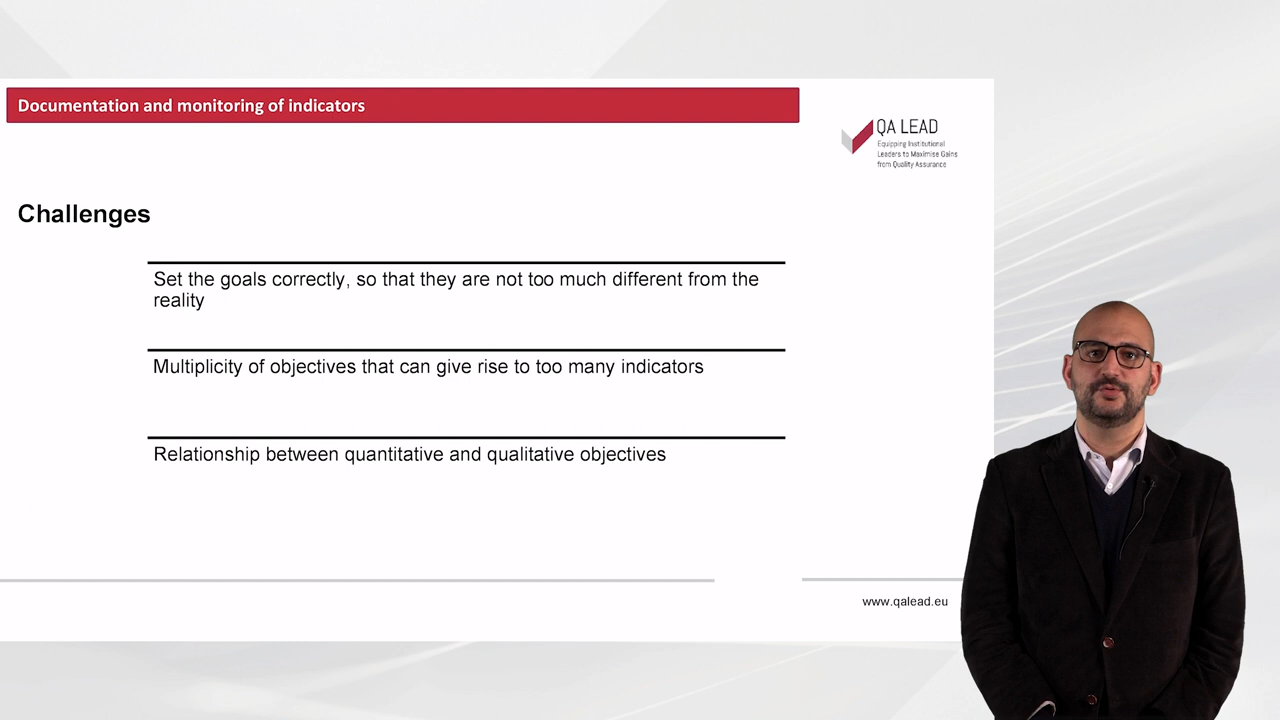 Documentation and monitoring of indicators
QA LEAD
Equipping Institutional
Leaders to Maximise Gains
from Quality Assurance
Challenges
Set the goals correctly, so that they are not too much different from the
reality
Multiplicity of objectives that can give rise to too many indicators
Relationship between quantitative and qualitative objectives
www.qalead.eu